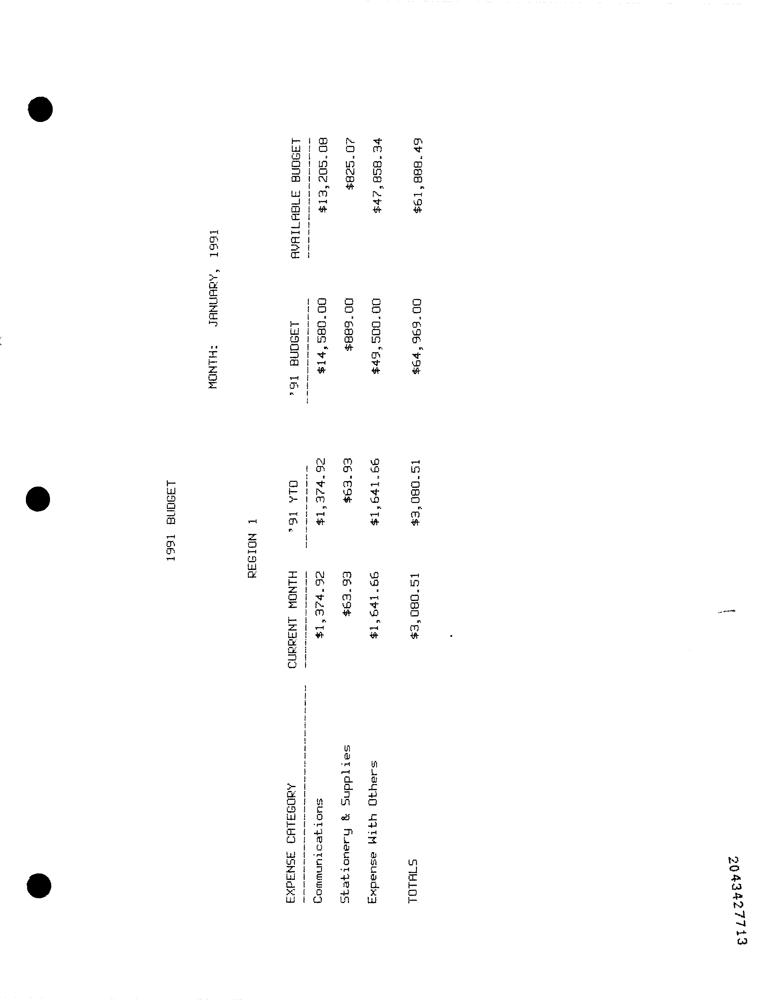 1991 BUDGET
MONTH: JANUARY, 1991
REGION 1
EXPENSE CATEGORY CURRENT MONTH '91 YTD '91 BUDGET AVAILABLE BUDGET
Communications $1,374.92 $1,374.92 $14,580.00 $13,205.08
Stationery & Supplies $63.93 $63.93 $889.00 $825.07
Expense With Others $1,641.66 $1,641.66 $49,500.00 $47,858.34
TOTALS $3,080.51 $3,080.51 $64,969.00 $61,888.49
2043427713